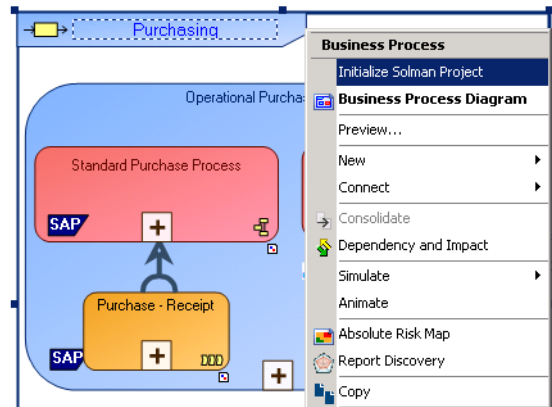 Purchasing
Business Process
Initialize Solman Project
Operational Purcha
Business Process Diagram
Preview...
New
Standard Purchase Process
Connect
SAP
Consolidate
Dependency and Impact
Simulate
Purchase - Receipt
Animate
Absolute Risk Map
SAP
Report Discovery
Copy